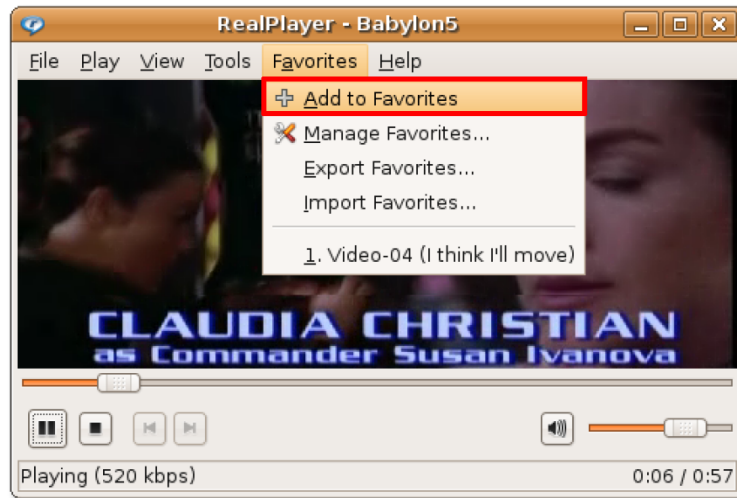 RealPlayer - Babylon5
File Play View Tools Favorites Help
Add to Favorites
Manage Favorites...
Export Favorites...
Import Favorites...
1. Video-04 (I think I'll move)
CLAUDIA CHRISTIAN
as Commander Susan Ivanova
Playing (520 kbps) 0:06 / 0:57